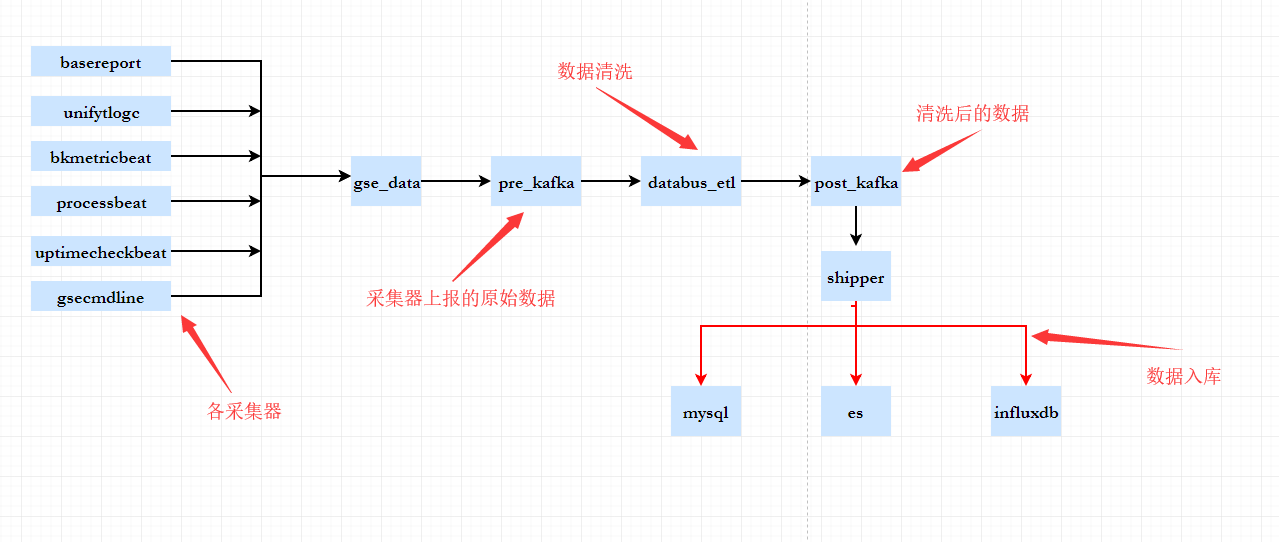 basereport
unifytlogc
bkmetricbeat
processbeat
uptimecheckbeat
gsecmdline
各采集器
gse_data
pre_kafka
采集器上报的原始数据
数据清洗
databus_etl
清洗后的数据
post_kafka
shipper
数据入库
mysql
es
influxdb